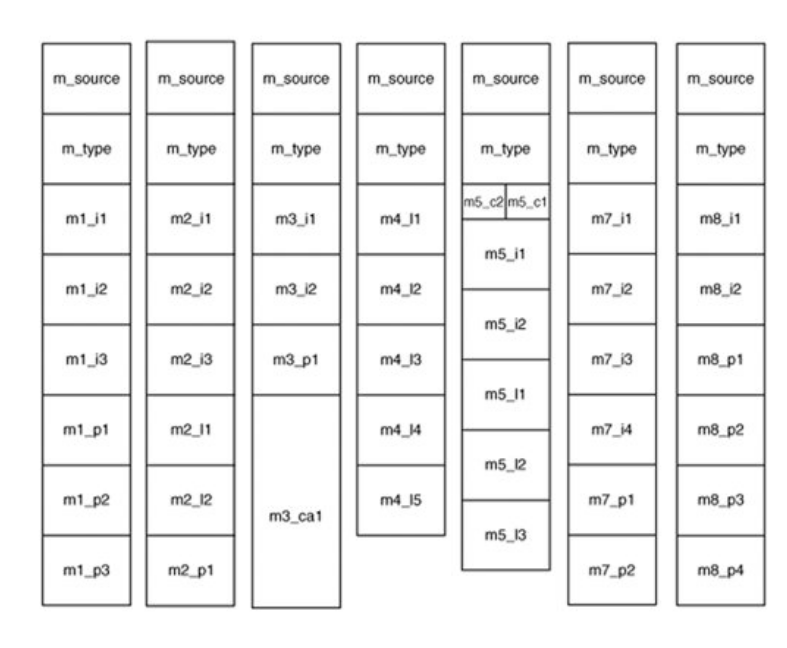 m_source m_source m_source m_source m_source m_source m_source
m_type m_type m_type m_type m_type m_type m_type
m1_i1 m2_i1 m3_i1 m4_l1 m5_c2 m5_c1 m7_i1 m8_i1
m5_i1
m1_i2 m2_i2 m3_i2 m4_l2 m7_i2 m8_i2
m5_i2
m1_i3 m2_i3 m3_p1 m4_l3 m7_i3 m8_p1
m5_l1
m1_p1 m2_l1 m4_l4 m7_i4 m8_p2
m5_l2
m1_p2 m2_l2 m3_ca1 m4_l5 m7_p1 m8_p3
m5_l3
m1_p3 m2_p1 m7_p2 m8_p4